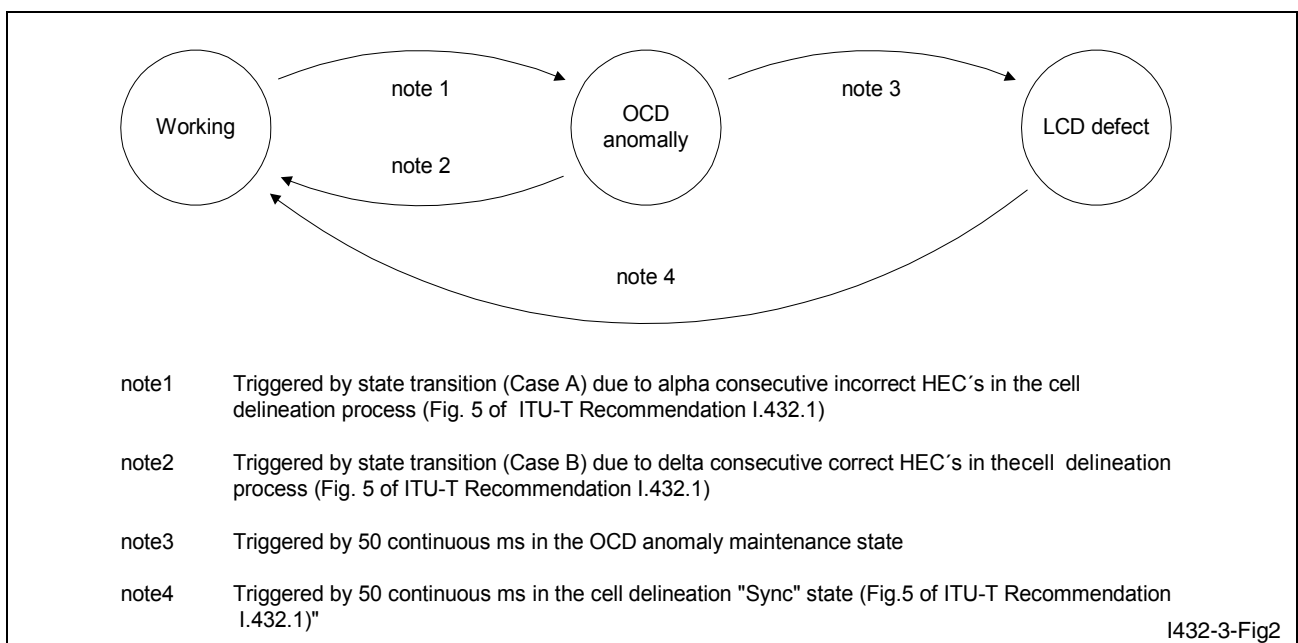 note 1
note 3
Working
OCD
anomally
LCD defect
note 2
note 4
note1 Triggered by state transition (Case A) due to alpha consecutive incorrect HEC´s in the cell
delineation process (Fig. 5 of ITU-T Recommendation I.432.1)
note2 Triggered by state transition (Case B) due to delta consecutive correct HEC´s in thecell delineation
process (Fig. 5 of ITU-T Recommendation I.432.1)
note3 Triggered by 50 continuous ms in the OCD anomaly maintenance state
note4 Triggered by 50 continuous ms in the cell delineation "Sync" state (Fig.5 of ITU-T Recommendation
I.432.1)"
I432-3-Fig2